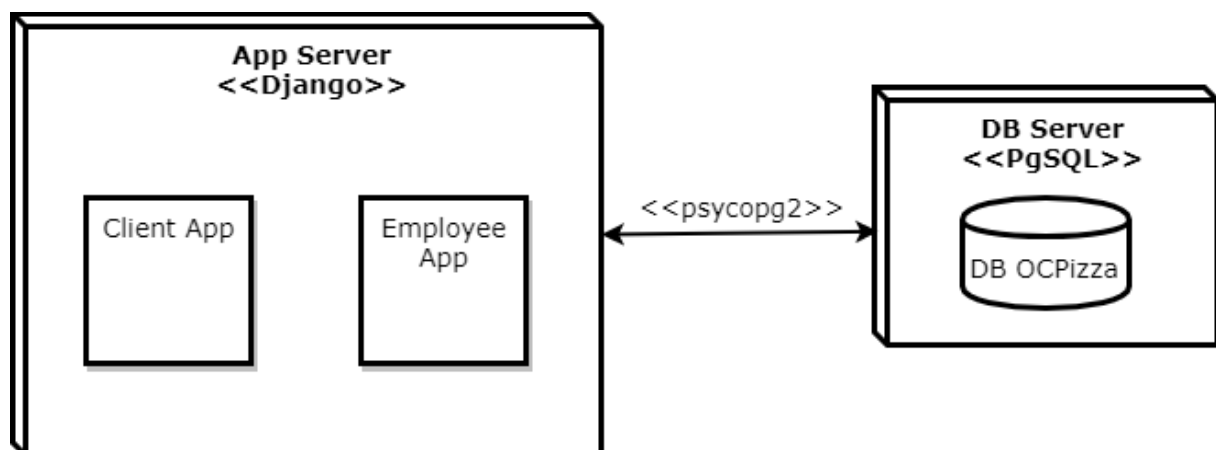 App Server
<<Django>>
Client App
Employee
App
<<psycopg2>>
DB Server
<<PgSQL>>
DB OCPizza